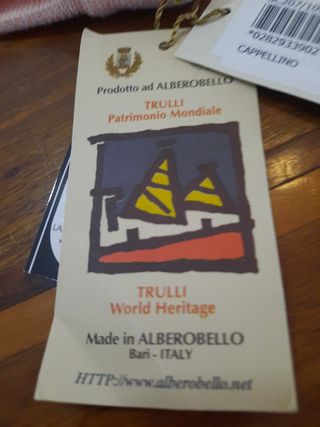 Prodotto ad ALBEROBELLO
TRULLI
Patrimonio Mondiale
TRULLI
World Heritage
Made in ALBEROBELLO
Bari - ITALY
HTTP://www.alberobello.net
*0282933902
CAPPELLINO